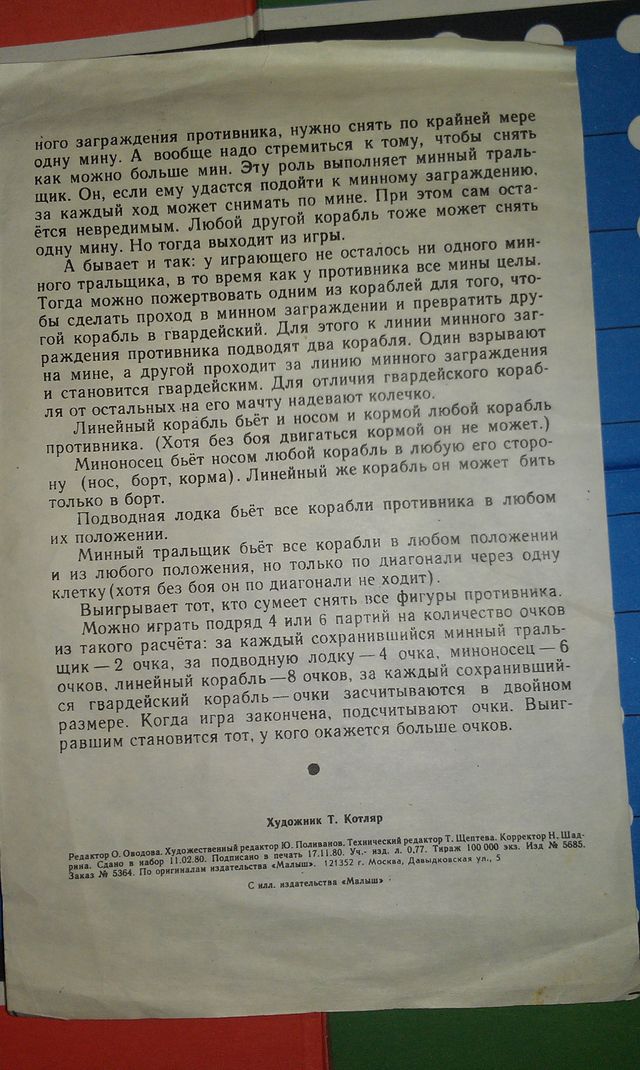 ного заграждения противника, нужно снять по крайней мере
одну мину. А вообще надо стремиться к тому, чтобы снять
как можно больше мин. Эту роль выполняет минный траль-
щик. Он, если ему удастся подойти к минному заграждению,
за каждый ход может снимать по мине. При этом сам оста-
ётся невредимым. Любой другой корабль тоже может снять
одну мину. Но тогда выходит из игры.
А бывает и так: у играющего не осталось ни одного мин-
ного тральщика, в то время как у противника все мины целы.
Тогда можно пожертвовать одним из кораблей для того, что-
бы сделать проход в минном заграждении и превратить дру-
гой корабль в гвардейский. Для этого к линии минного заг-
раждения противника подводят два корабля. Один взрывают
на мине, а другой проходит за линию минного заграждения
и становится гвардейским. Для отличия гвардейского кораб-
ля от остальных на его мачту надевают колечко.
Линейный корабль бьёт и носом и кормой любой корабль
противника. (Хотя без боя двигаться кормой он не может.)
Миноносец бьёт носом любой корабль в любую его сторо-
ну (нос, борт, корма). Линейный же корабль он может бить
только в борт.
Подводная лодка бьёт все корабли противника в любом
их положении.
Минный тральщик бьёт все корабли в любом положении
и из любого положения, но только по диагонали через одну
клетку (хотя без боя он по диагонали не ходит).
Выигрывает тот, кто сумеет снять все фигуры противника.
Можно играть подряд 4 или 6 партий на количество очков
из такого расчёта: за каждый сохранившийся минный траль-
щик — 2 очка, за подводную лодку — 4 очка, миноносец — 6
очков, линейный корабль — 8 очков, за каждый сохранивший-
ся гвардейский корабль — очки засчитываются в двойном
размере. Когда игра закончена, подсчитывают очки. Выиг-
равшим становится тот, у кого окажется больше очков.
Художник Т. Котляр
Редактор О. Оводова. Художественный редактор Ю. Поливанов. Технический редактор Т. Щептева. Корректор Н. Шад-
рина. Сдано в набор 11.02.80. Подписано в печать 17.11.80. Уч.- изд. л. 0,77. Тираж 100 000 экз. Изд № 5685.
Заказ № 5364. По оригиналам издательства «Малыш». 121352 г. Москва, Давыдковская ул., 5
С илл. издательства «Малыш»